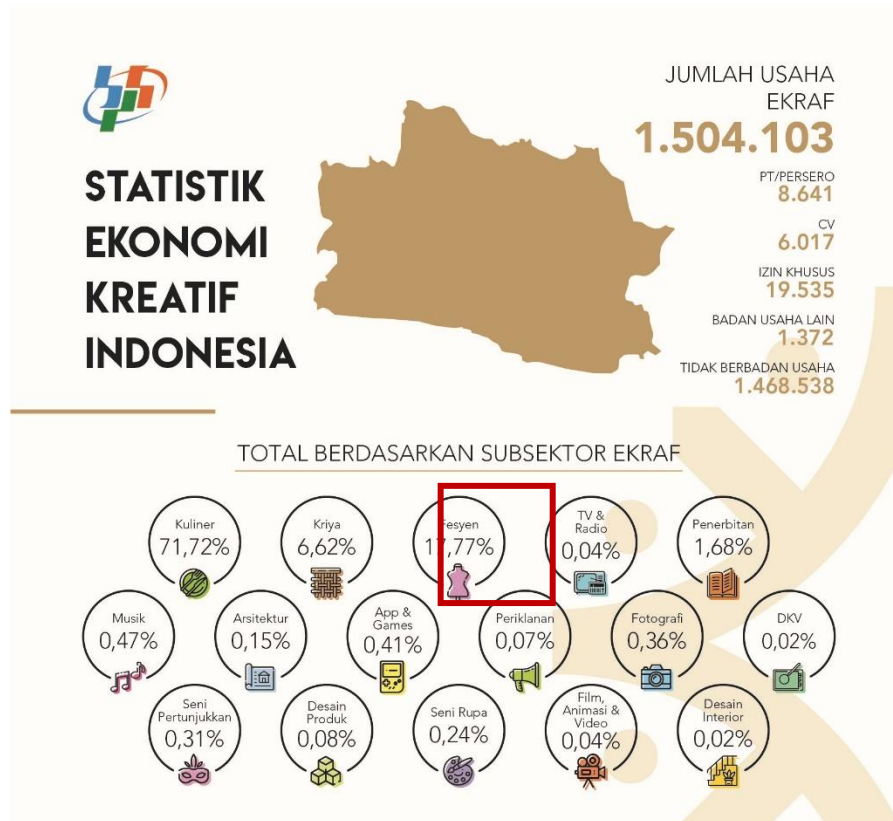 STATISTIK
EKONOMI
KREATIF
INDONESIA
JUMLAH USAHA
EKRAF
1.504.103
PT/PERSERO
8.641
CV
6.017
IZIN KHUSUS
19.535
BADAN USAHA LAIN
1.372
TIDAK BERBADAN USAHA
1.468.538
TOTAL BERDASARKAN SUBSEKTOR EKRAF
Kuliner
71,72%
Kriya
6,62%
Fesyen
17,77%
TV &
Radio
0,04%
Penerbitan
1,68%
Musik
0,47%
Arsitektur
0,15%
App &
Games
0,41%
Periklanan
0,07%
Fotografi
0,36%
DKV
0,02%
Seni
Pertunjukkan
0,31%
Desain
Produk
0,08%
Seni Rupa
0,24%
Film,
Animasi &
Video
0,04%
Desain
Interior
0,02%